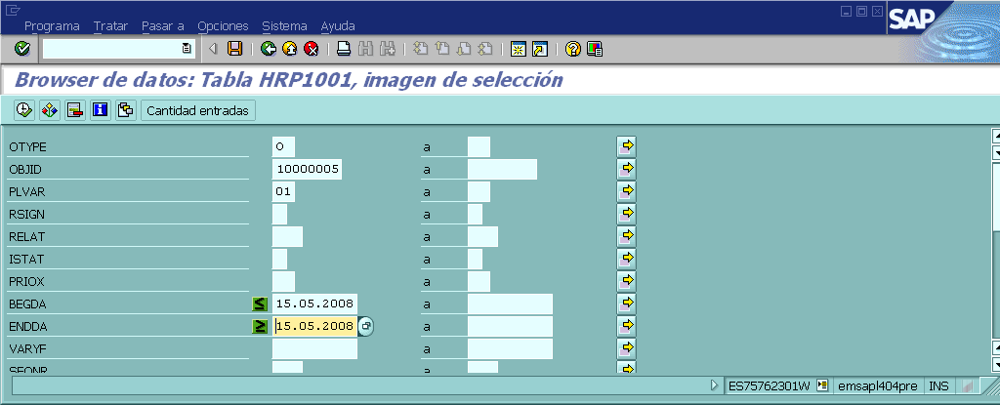 Programa Tratar Pasar a Opciones Sistema Ayuda
SAP
Browser de datos: Tabla HRP1001, imagen de selección
Cantidad entradas
OTYPE O a
OBJID 10000005 a
PLVAR 01 a
RSIGN a
RELAT a
ISTAT a
PRIOX a
BEGDA ≤ 15.05.2008 a
ENDDA ≥ 15.05.2008 a
VARYF a
SEQNR a
ES75762301W emsapl404pre INS